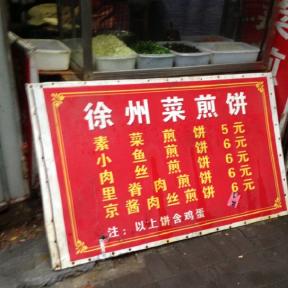 徐州菜煎饼
素菜煎饼 5元
小鱼煎饼 6元
肉丝煎饼 6元
里脊肉煎饼 6元
京酱肉丝煎饼 6元
注：以上饼含鸡蛋